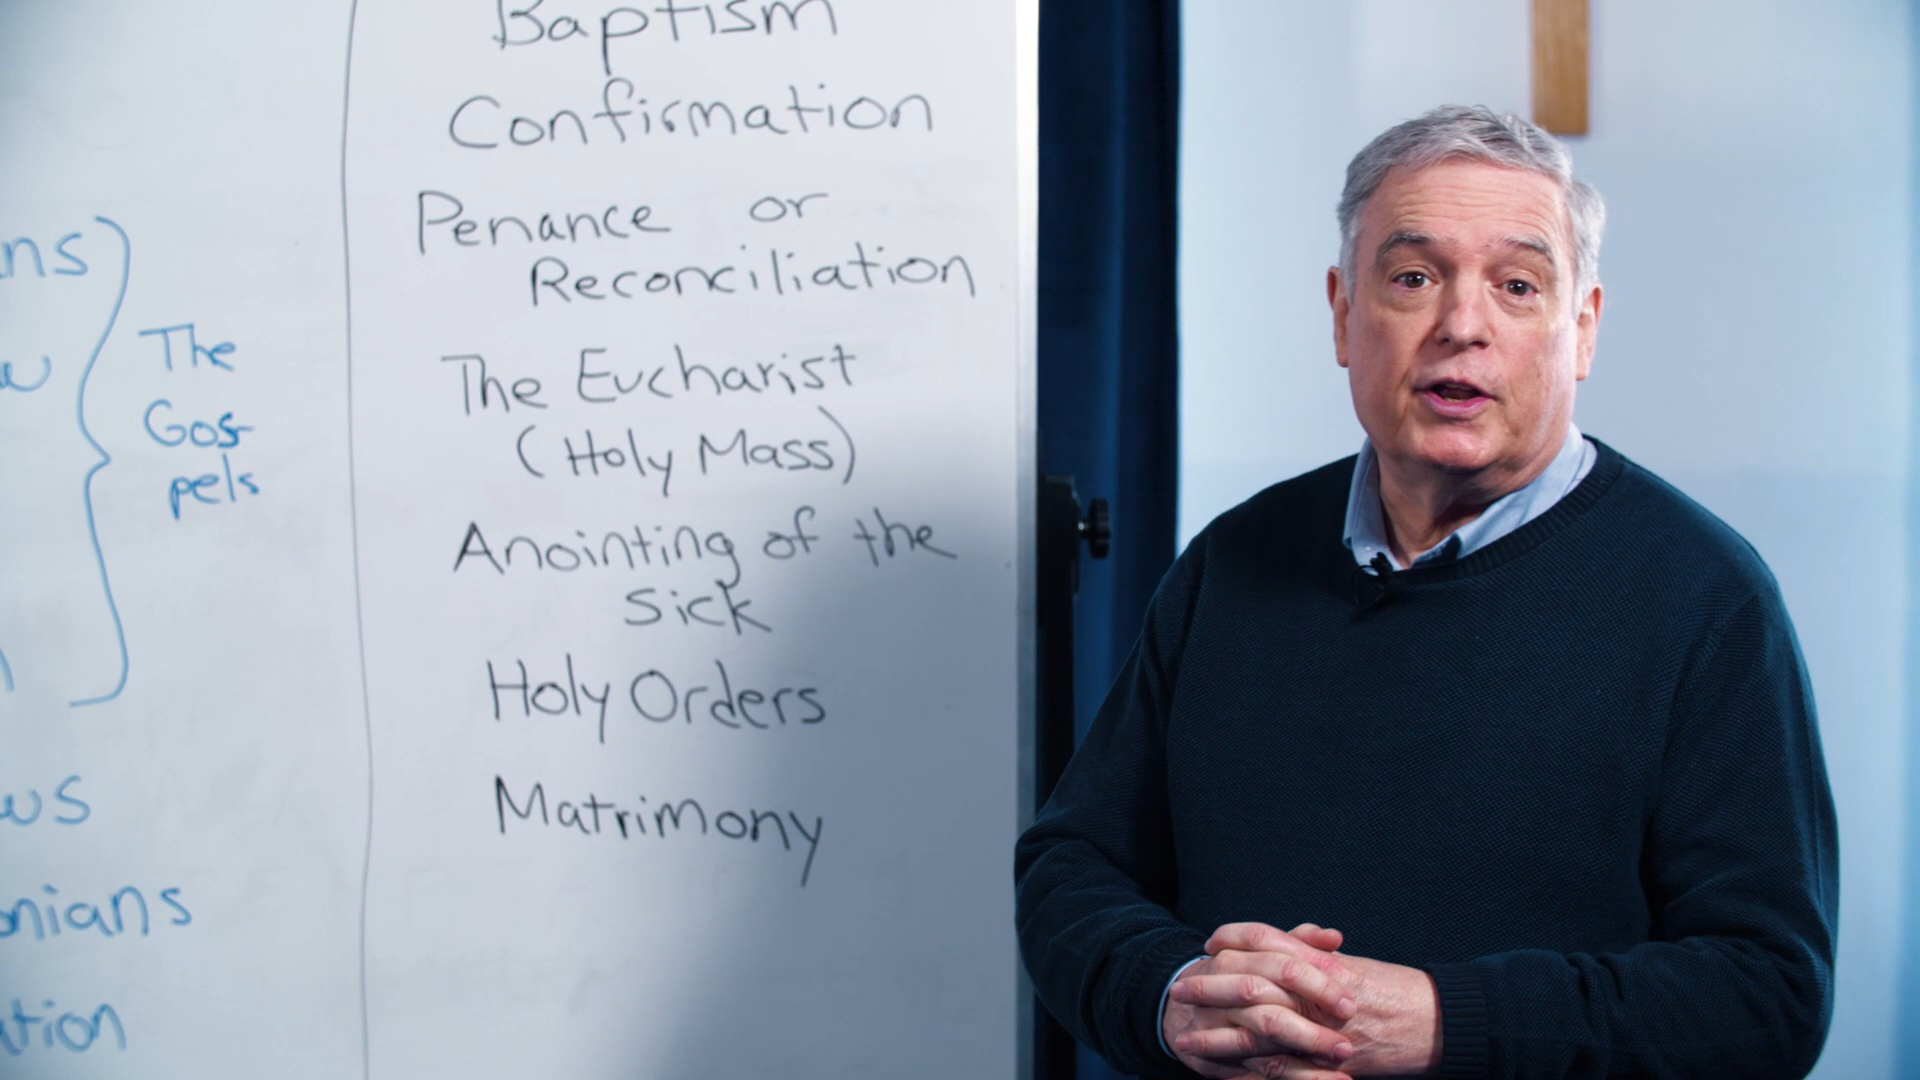 Baptism
Confirmation
Penance or
Reconciliation
The Eucharist
(Holy Mass)
Anointing of the
Sick
Holy Orders
Matrimony
The
Gos-
pels